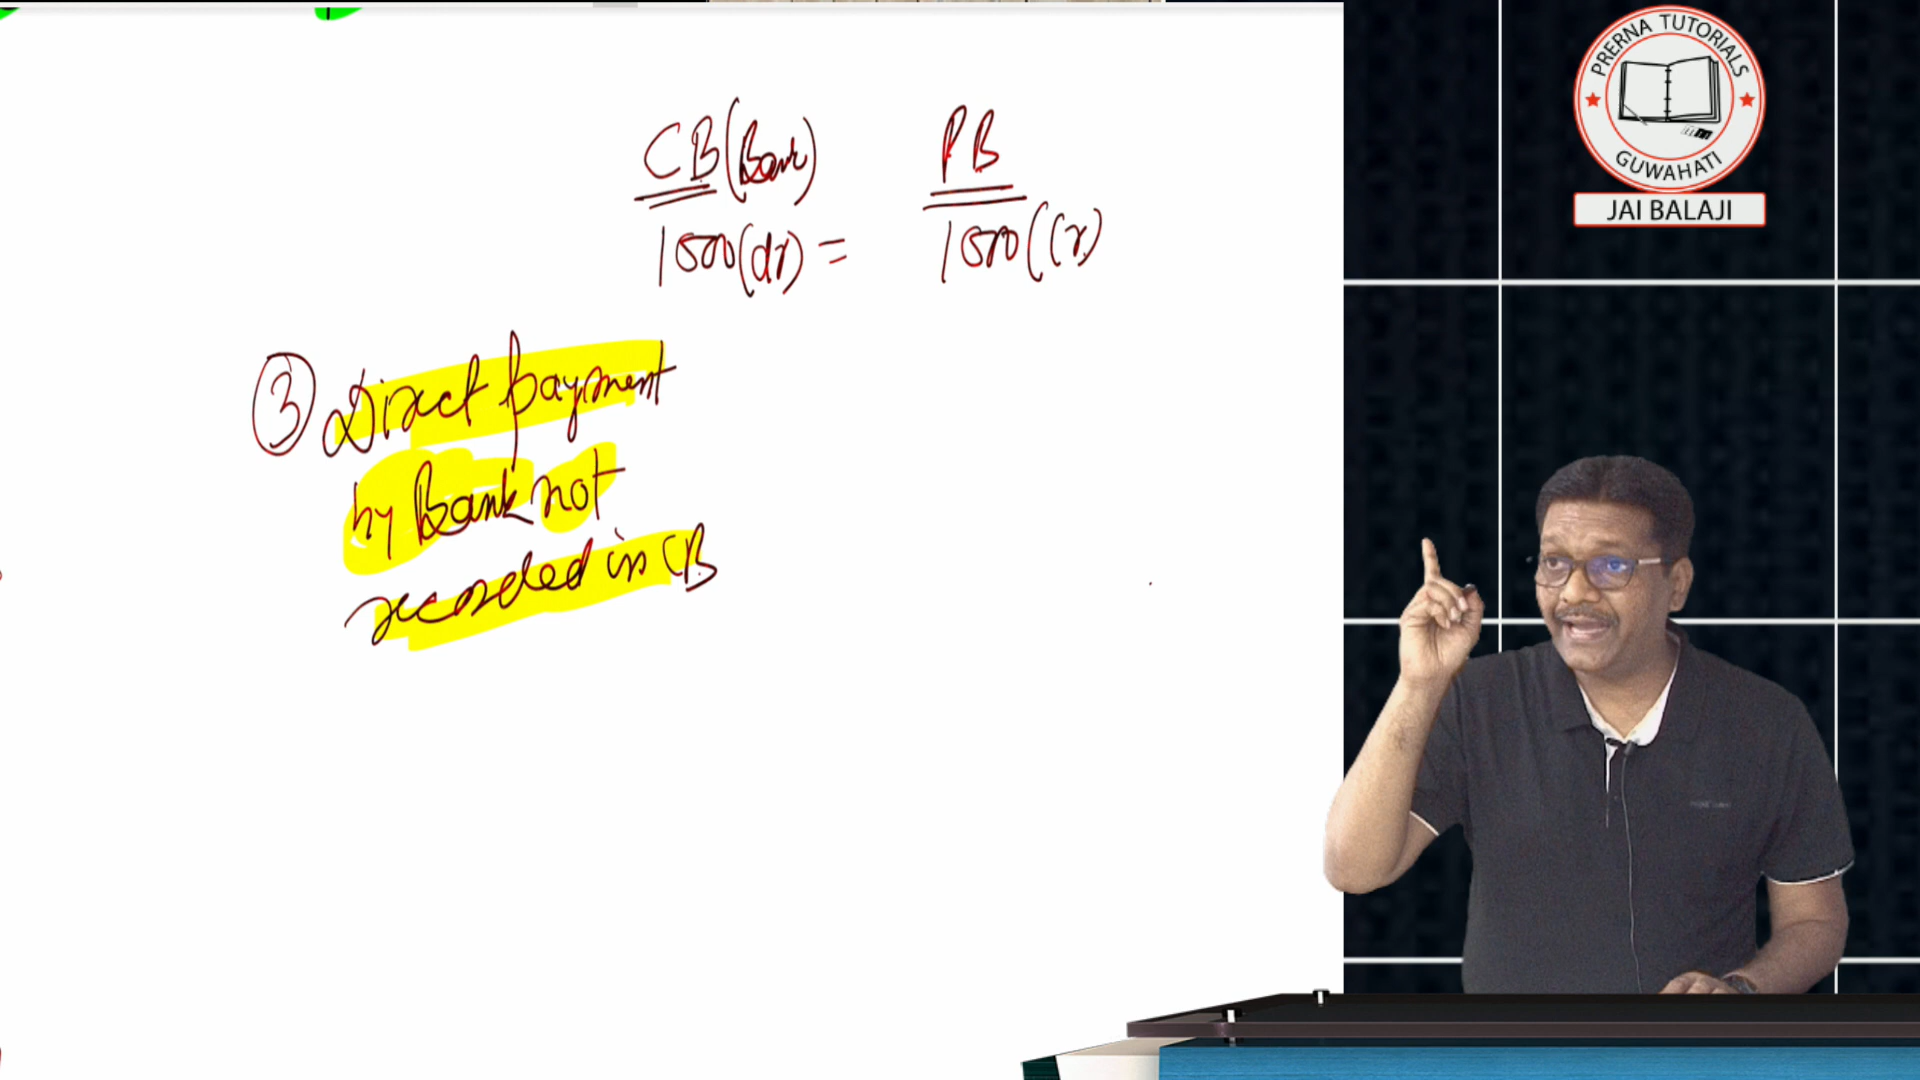 CB (Bank) PB
1500 (dr) = 1500 (Cr)
③ Direct payment
by Bank not
recorded in CB
PRERNA TUTORIALS
GUWAHATI
JAI BALAJI